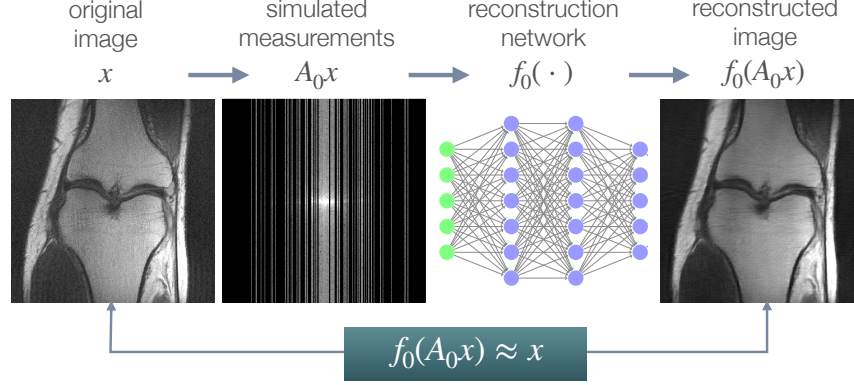 original image
simulated measurements
reconstruction network
reconstructed image
x
A₀x
f₀( · )
f₀(A₀x)
f₀(A₀x) ≈ x